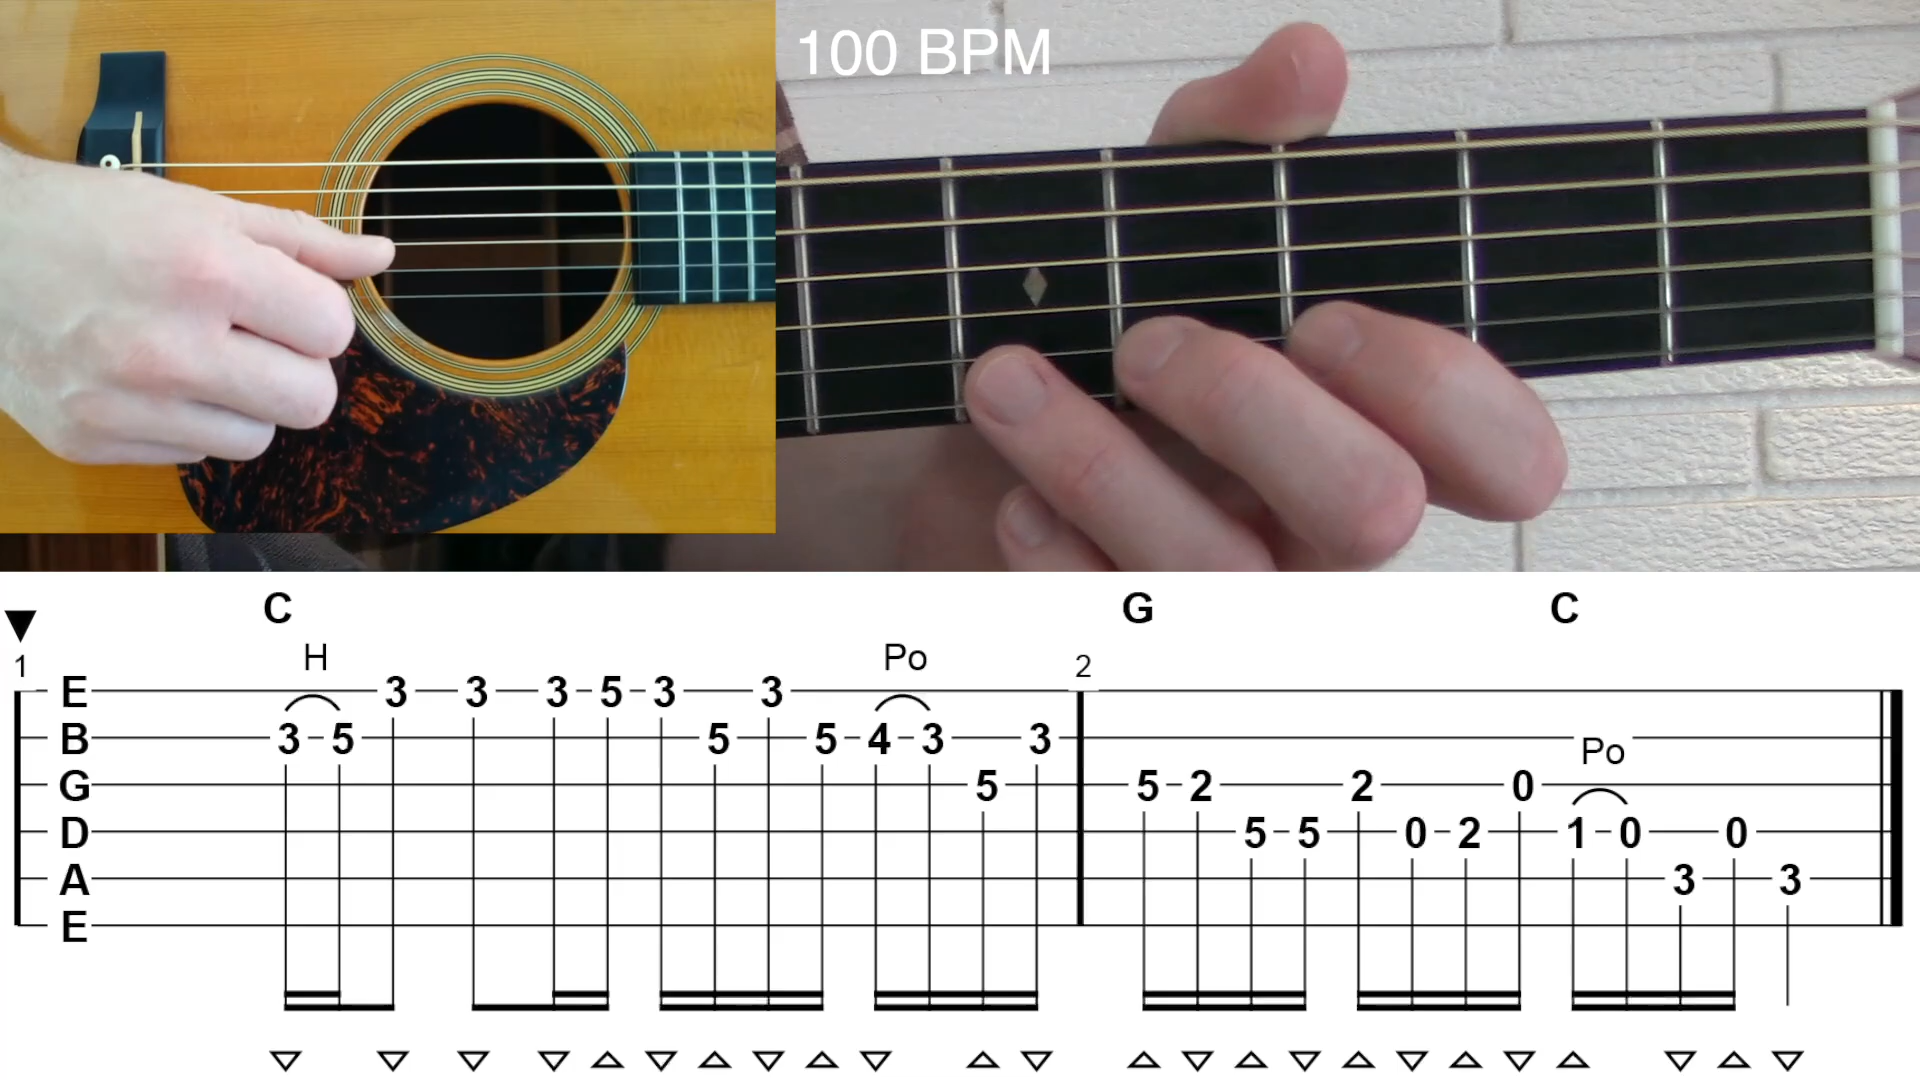 100 BPM
C G C
H Po
1 2
E 3 3 3 5 3 3
B 3 5 5 5 4 3 3 Po
G 5 5 2 2 0
D 5 5 0 2 1 0 0
A 3 3
E